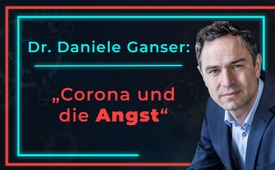 Dr. Daniele Ganser:
„Corona und
die Angst“